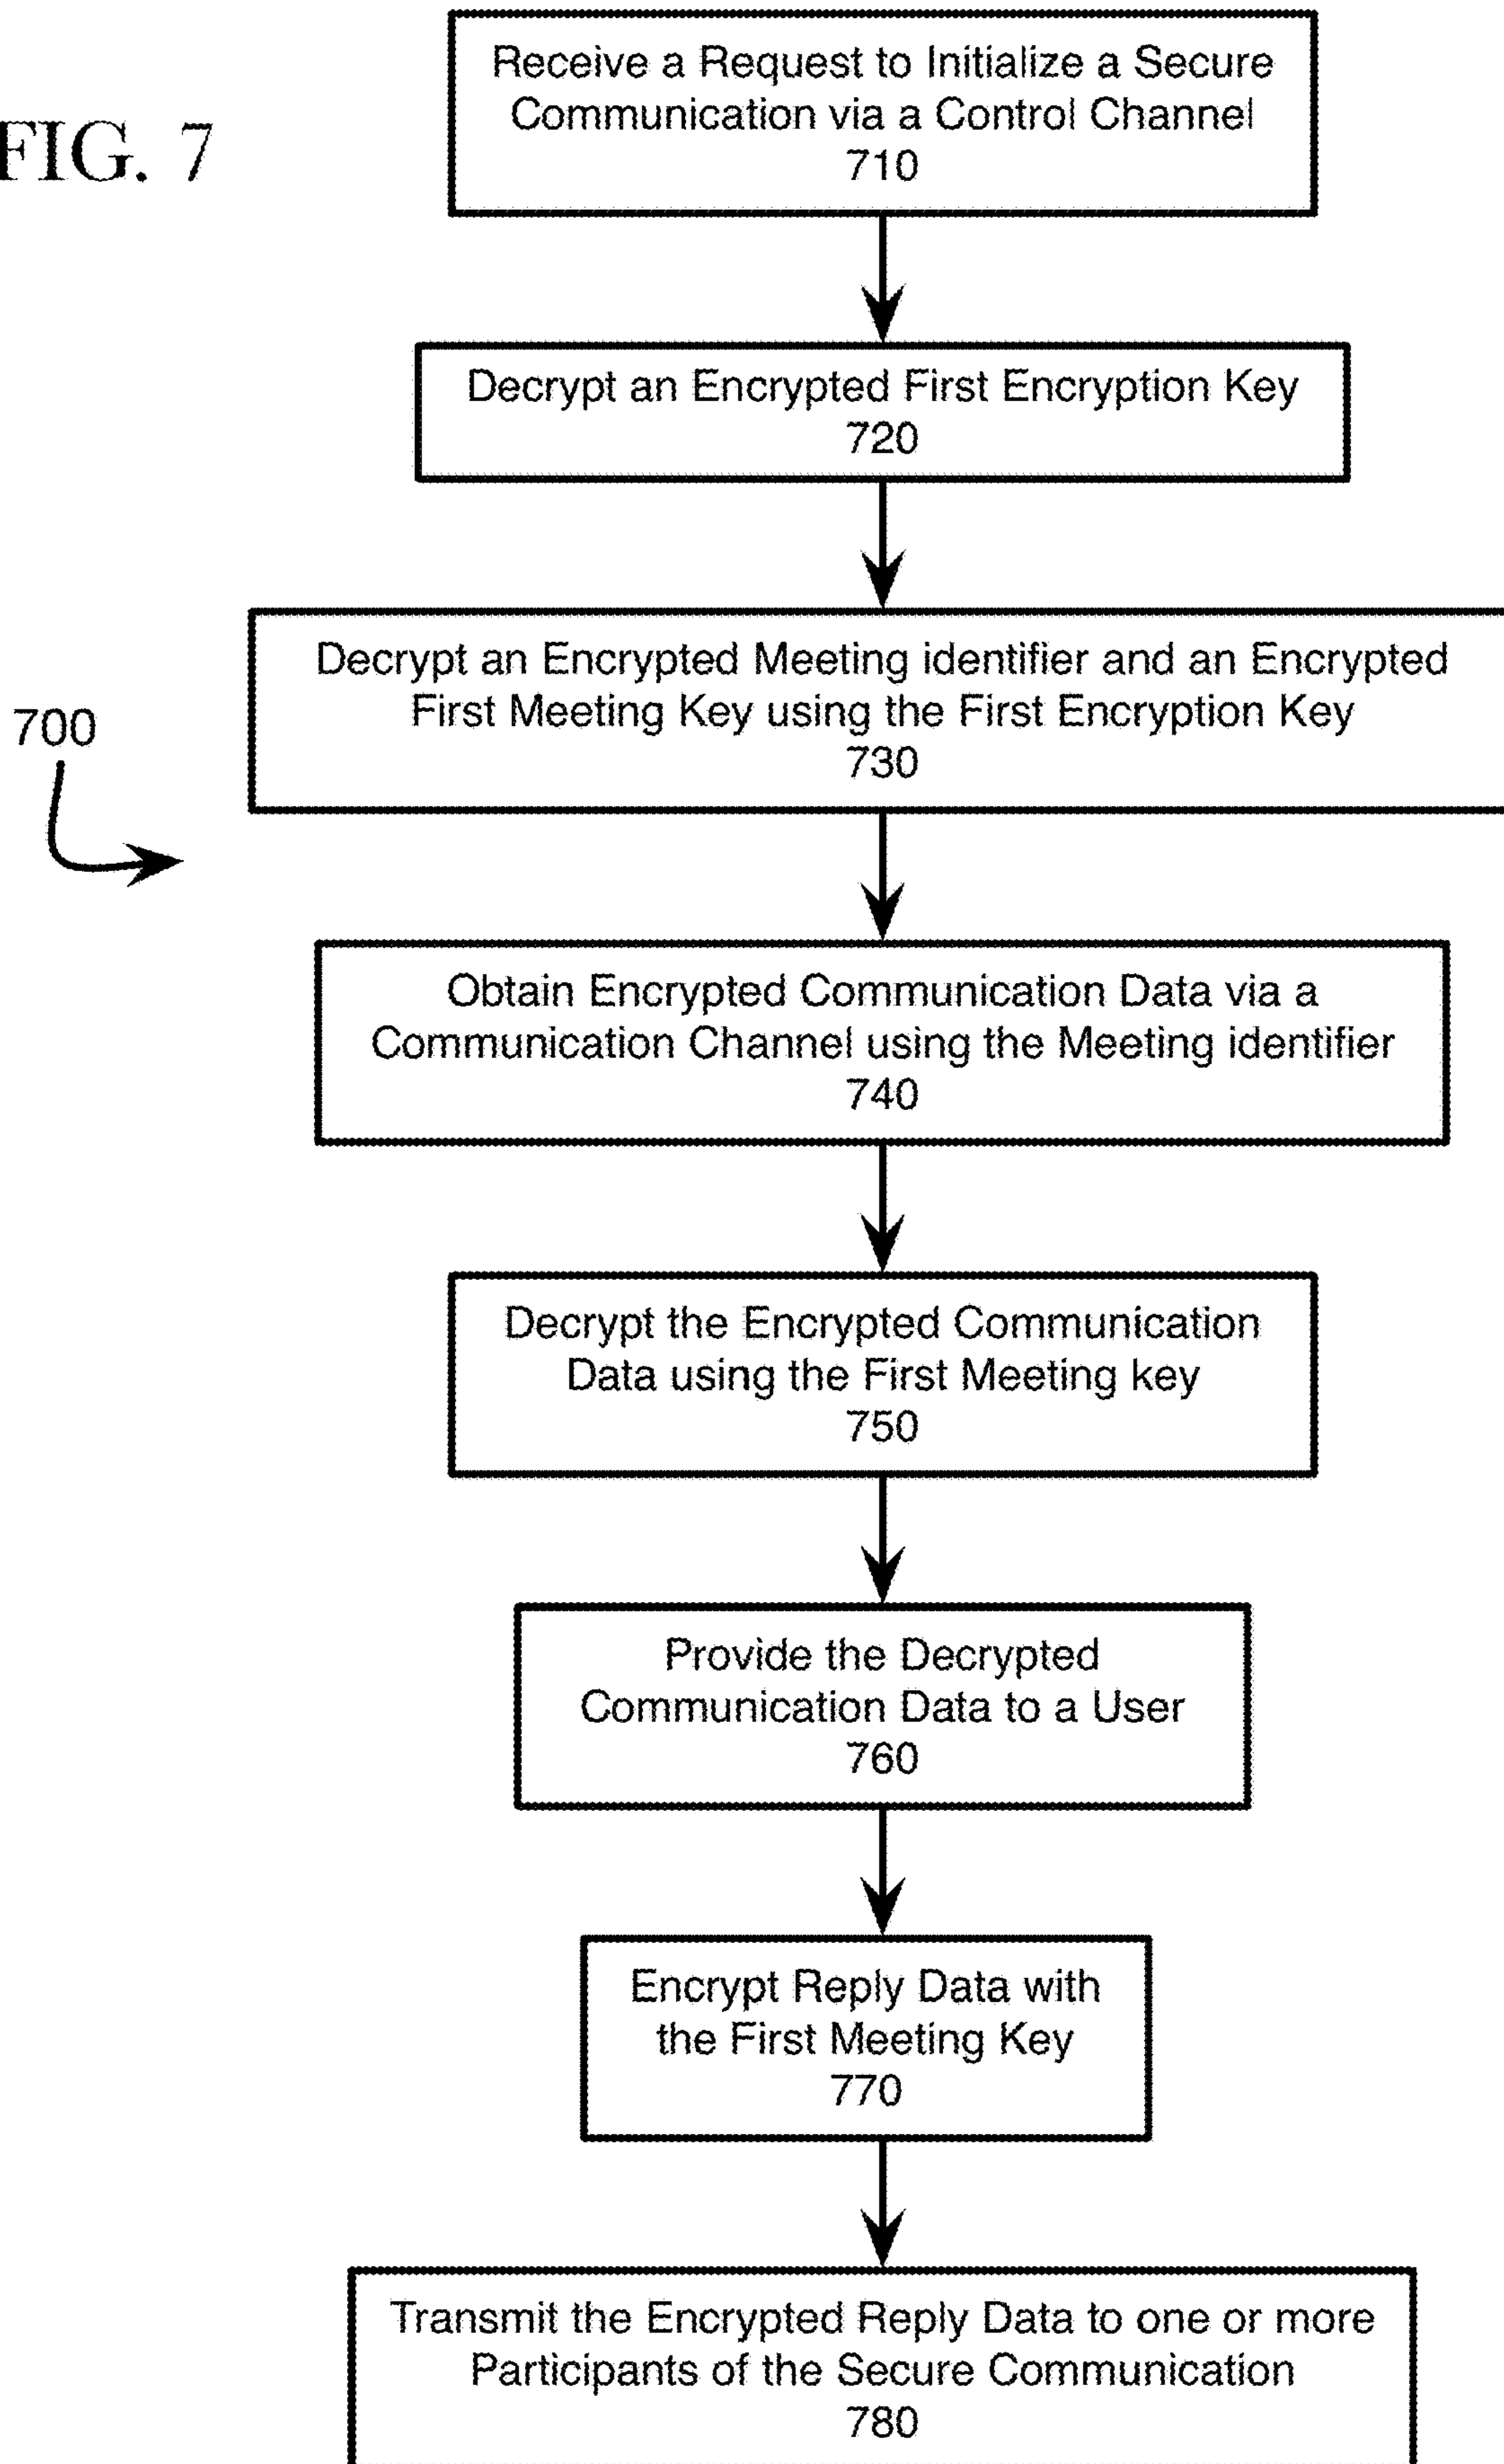 FIG. 7
Receive a Request to Initialize a Secure
Communication via a Control Channel
710
Decrypt an Encrypted First Encryption Key
720
Decrypt an Encrypted Meeting identifier and an Encrypted
First Meeting Key using the First Encryption Key
730
700
Obtain Encrypted Communication Data via a
Communication Channel using the Meeting identifier
740
Decrypt the Encrypted Communication
Data using the First Meeting key
750
Provide the Decrypted
Communication Data to a User
760
Encrypt Reply Data with
the First Meeting Key
770
Transmit the Encrypted Reply Data to one or more
Participants of the Secure Communication
780